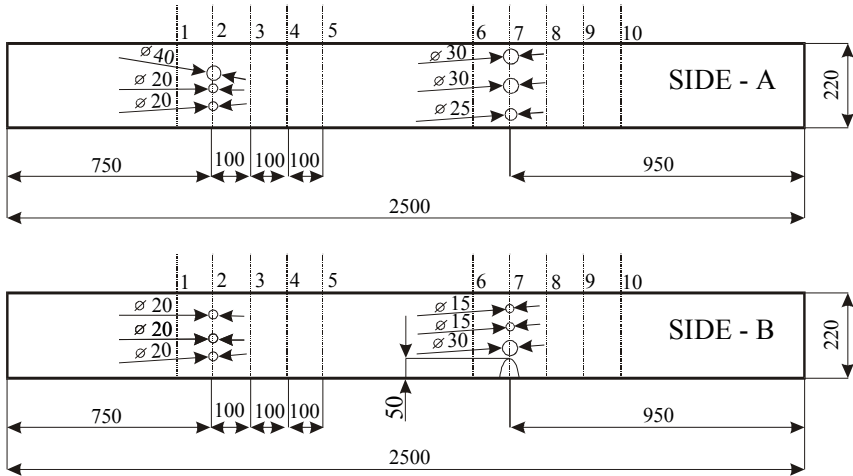 1 2 3 4 5 6 7 8 9 10
⌀ 40 ⌀ 30
⌀ 20 ⌀ 30 SIDE - A 220
⌀ 20 ⌀ 25
750 100 100 100 950
2500
1 2 3 4 5 6 7 8 9 10
⌀ 20 ⌀ 15
⌀ 20 ⌀ 15 SIDE - B 220
⌀ 20 ⌀ 30
750 100 100 100 50 950
2500